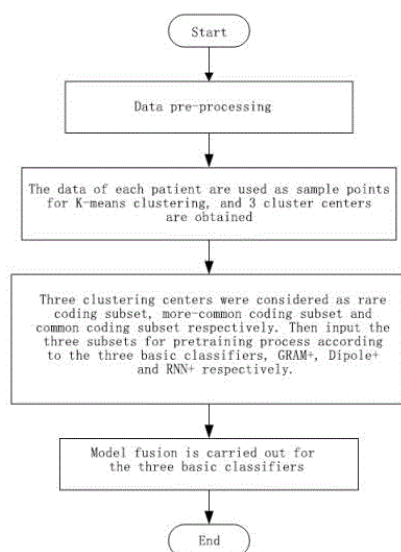 Start
Data pre-processing
The data of each patient are used as sample points
for K-means clustering, and 3 cluster centers
are obtained
Three clustering centers were considered as rare
coding subset, more-common coding subset and
common coding subset respectively. Then input the
three subsets for pretraining process according
to the three basic classifiers, GRAM+, Dipole+
and RNN+ respectively.
Model fusion is carried out for
the three basic classifiers
End